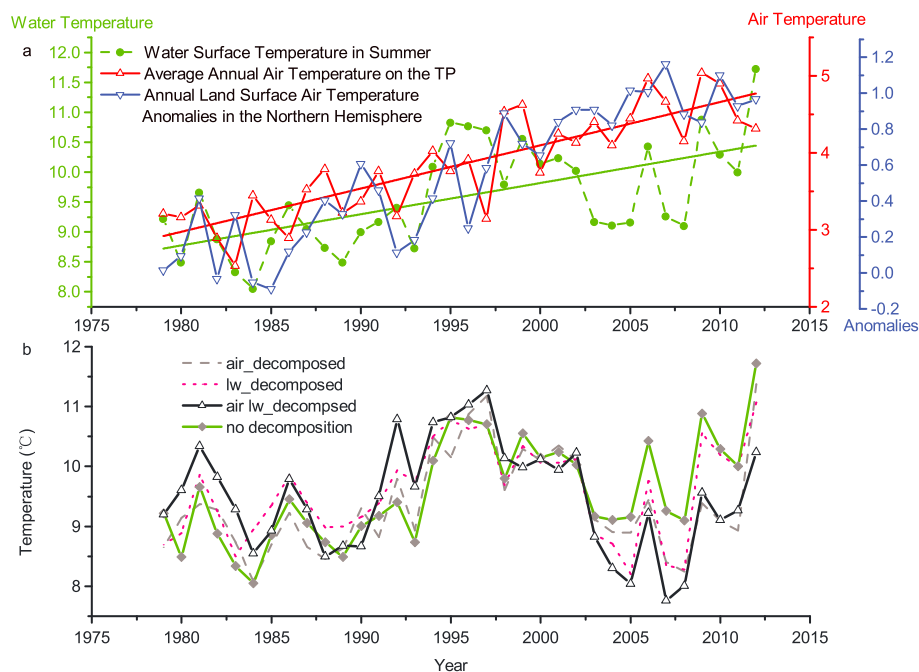 Water Temperature
Air Temperature
a
Water Surface Temperature in Summer
Average Annual Air Temperature on the TP
Annual Land Surface Air Temperature
Anomalies in the Northern Hemisphere
12.0
11.5
11.0
10.5
10.0
9.5
9.0
8.5
8.0
5
4
3
2
1.2
1.0
0.8
0.6
0.4
0.2
0.0
-0.2
1975
1980
1985
1990
1995
2000
2005
2010
2015
Anomalies
b
air_decomposed
lw_decomposed
air lw_decompsed
no decomposition
12
11
10
9
8
Temperature (℃)
1975
1980
1985
1990
1995
2000
2005
2010
2015
Year